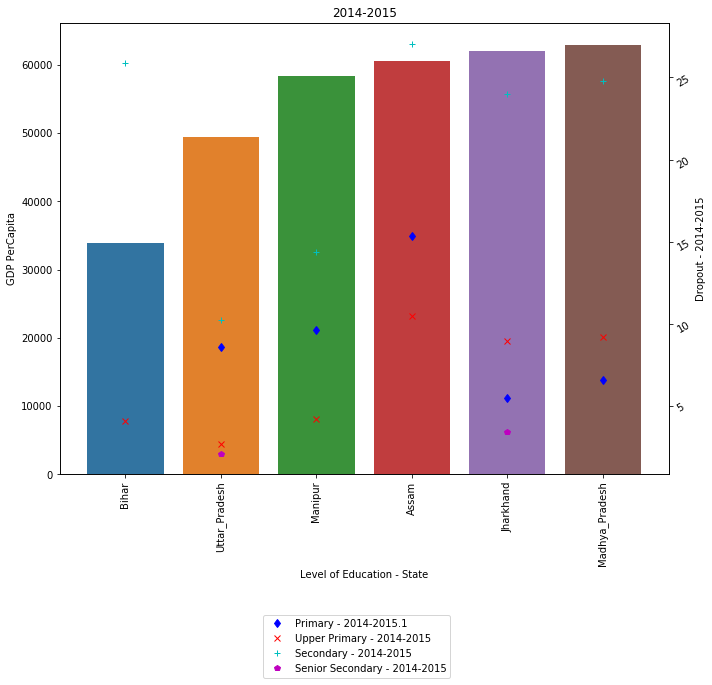 2014-2015
60000
50000
40000
30000
20000
10000
0
GDP PerCapita
25
20
15
10
5
Dropout - 2014-2015
Bihar
Uttar_Pradesh
Manipur
Assam
Jharkhand
Madhya_Pradesh
Level of Education - State
Primary - 2014-2015.1
Upper Primary - 2014-2015
Secondary - 2014-2015
Senior Secondary - 2014-2015